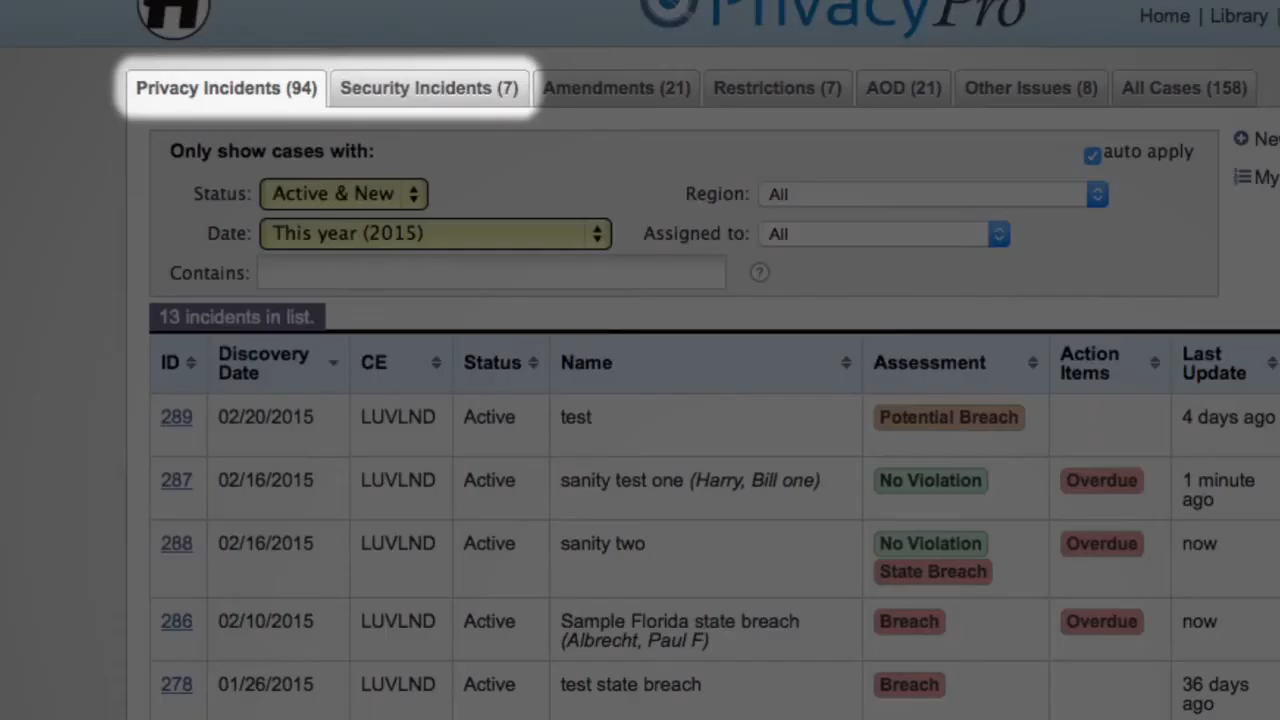 H
PrivacyPro
Home | Library |
Privacy Incidents (94) Security Incidents (7) Amendments (21) Restrictions (7) AOD (21) Other Issues (8) All Cases (158)
Only show cases with: auto apply
Status: Active & New Region: All
Date: This year (2015) Assigned to: All
Contains: ?
My
13 incidents in list.
ID Discovery Date CE Status Name Assessment Action Items Last Update
289 02/20/2015 LUVLND Active test Potential Breach 4 days ago
287 02/16/2015 LUVLND Active sanity test one (Harry, Bill one) No Violation Overdue 1 minute ago
288 02/16/2015 LUVLND Active sanity two No Violation State Breach Overdue now
286 02/10/2015 LUVLND Active Sample Florida state breach (Albrecht, Paul F) Breach Overdue now
278 01/26/2015 LUVLND Active test state breach Breach 36 days ago